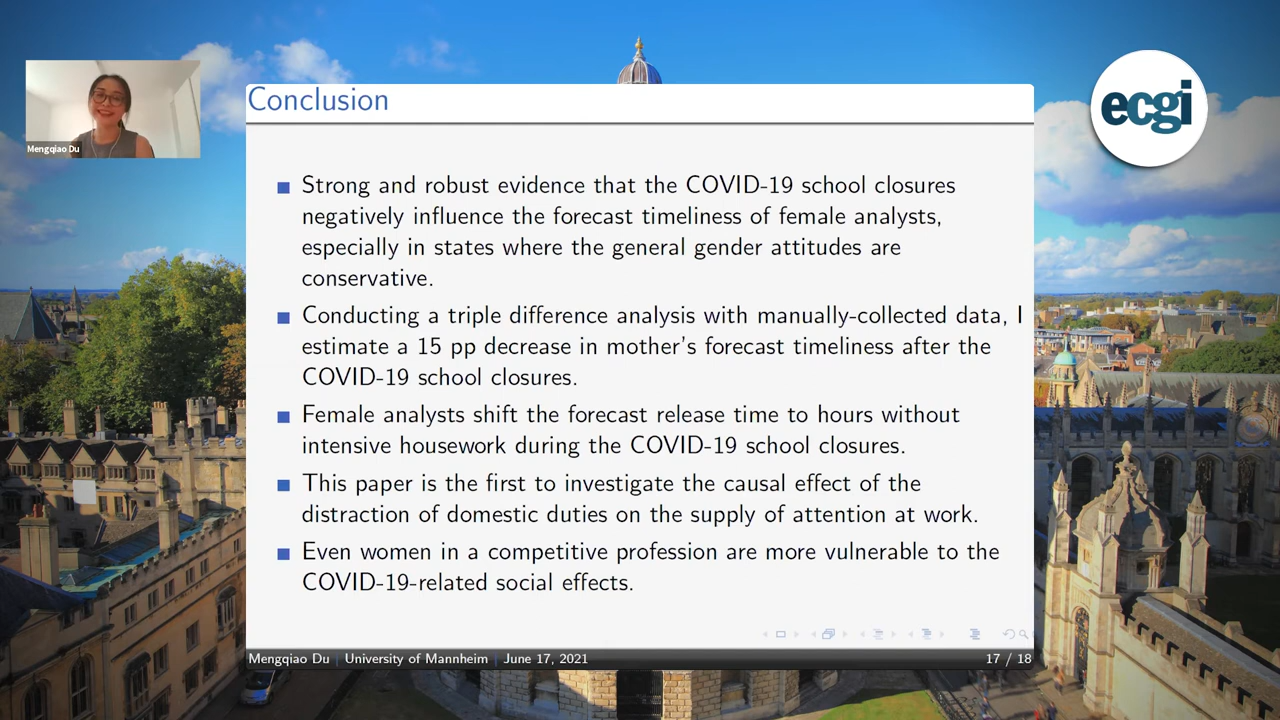 Conclusion
ecgi
Mengqiao Du
Strong and robust evidence that the COVID-19 school closures
negatively influence the forecast timeliness of female analysts,
especially in states where the general gender attitudes are
conservative.
Conducting a triple difference analysis with manually-collected data, I
estimate a 15 pp decrease in mother's forecast timeliness after the
COVID-19 school closures.
Female analysts shift the forecast release time to hours without
intensive housework during the COVID-19 school closures.
This paper is the first to investigate the causal effect of the
distraction of domestic duties on the supply of attention at work.
Even women in a competitive profession are more vulnerable to the
COVID-19-related social effects.
Mengqiao Du | University of Mannheim | June 17, 2021 17 / 18